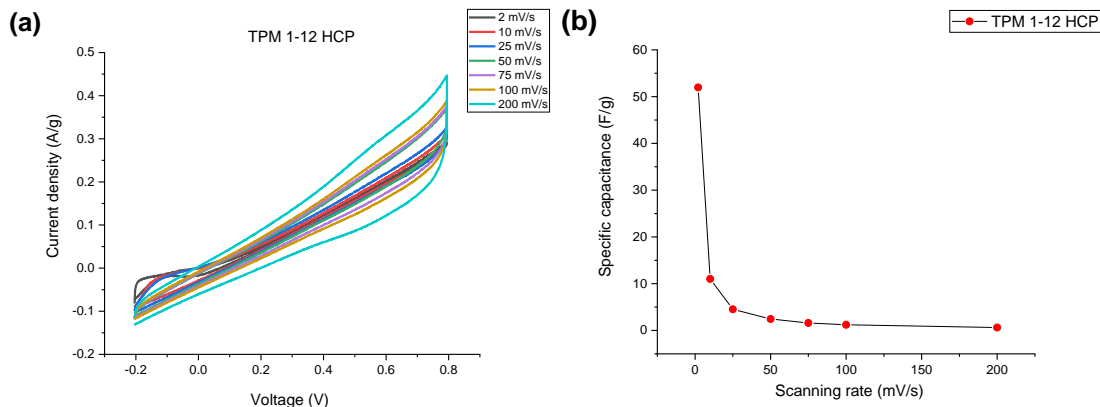 (a)
TPM 1-12 HCP
2 mV/s
10 mV/s
25 mV/s
50 mV/s
75 mV/s
100 mV/s
200 mV/s
0.5
0.4
0.3
0.2
0.1
0.0
-0.1
-0.2
Current density (A/g)
-0.2 0.0 0.2 0.4 0.6 0.8
Voltage (V)
(b)
TPM 1-12 HCP
60
50
40
30
20
10
0
Specific capacitance (F/g)
0 50 100 150 200
Scanning rate (mV/s)